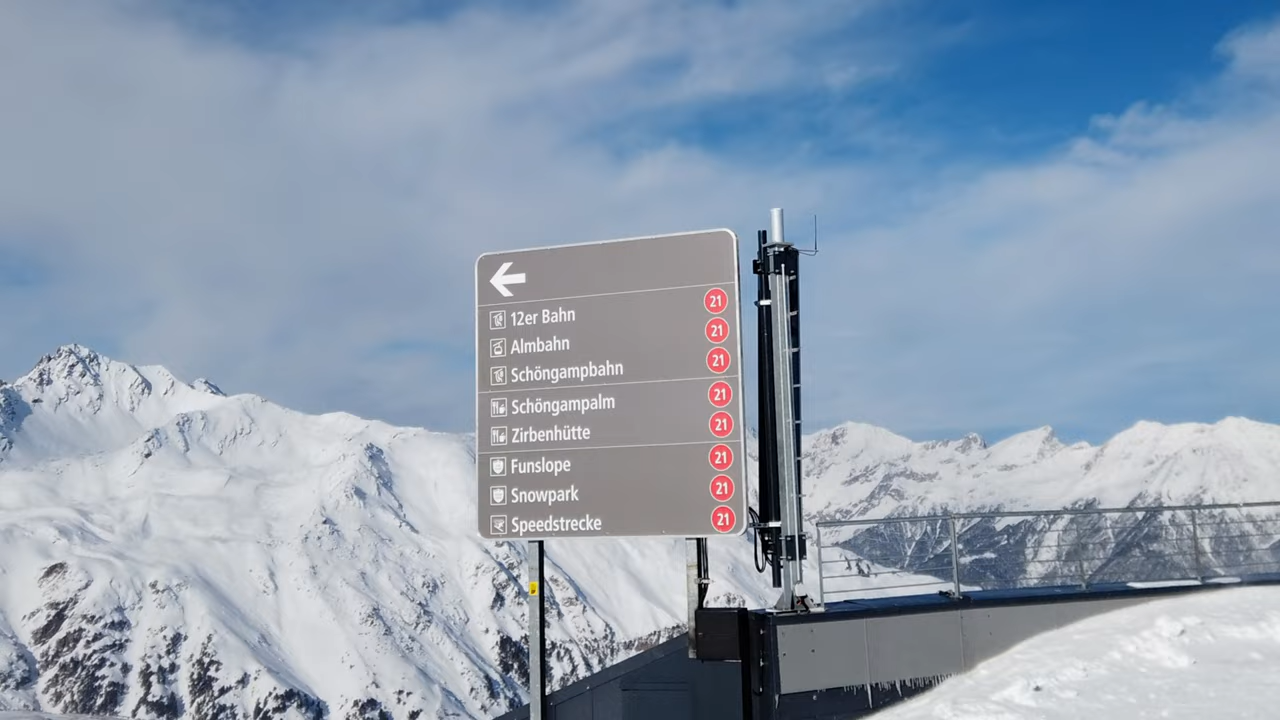 12er Bahn 21
Almbahn 21
Schöngampbahn 21
Schöngampalm 21
Zirbenhütte 21
Funslope 21
Snowpark 21
Speedstrecke 21